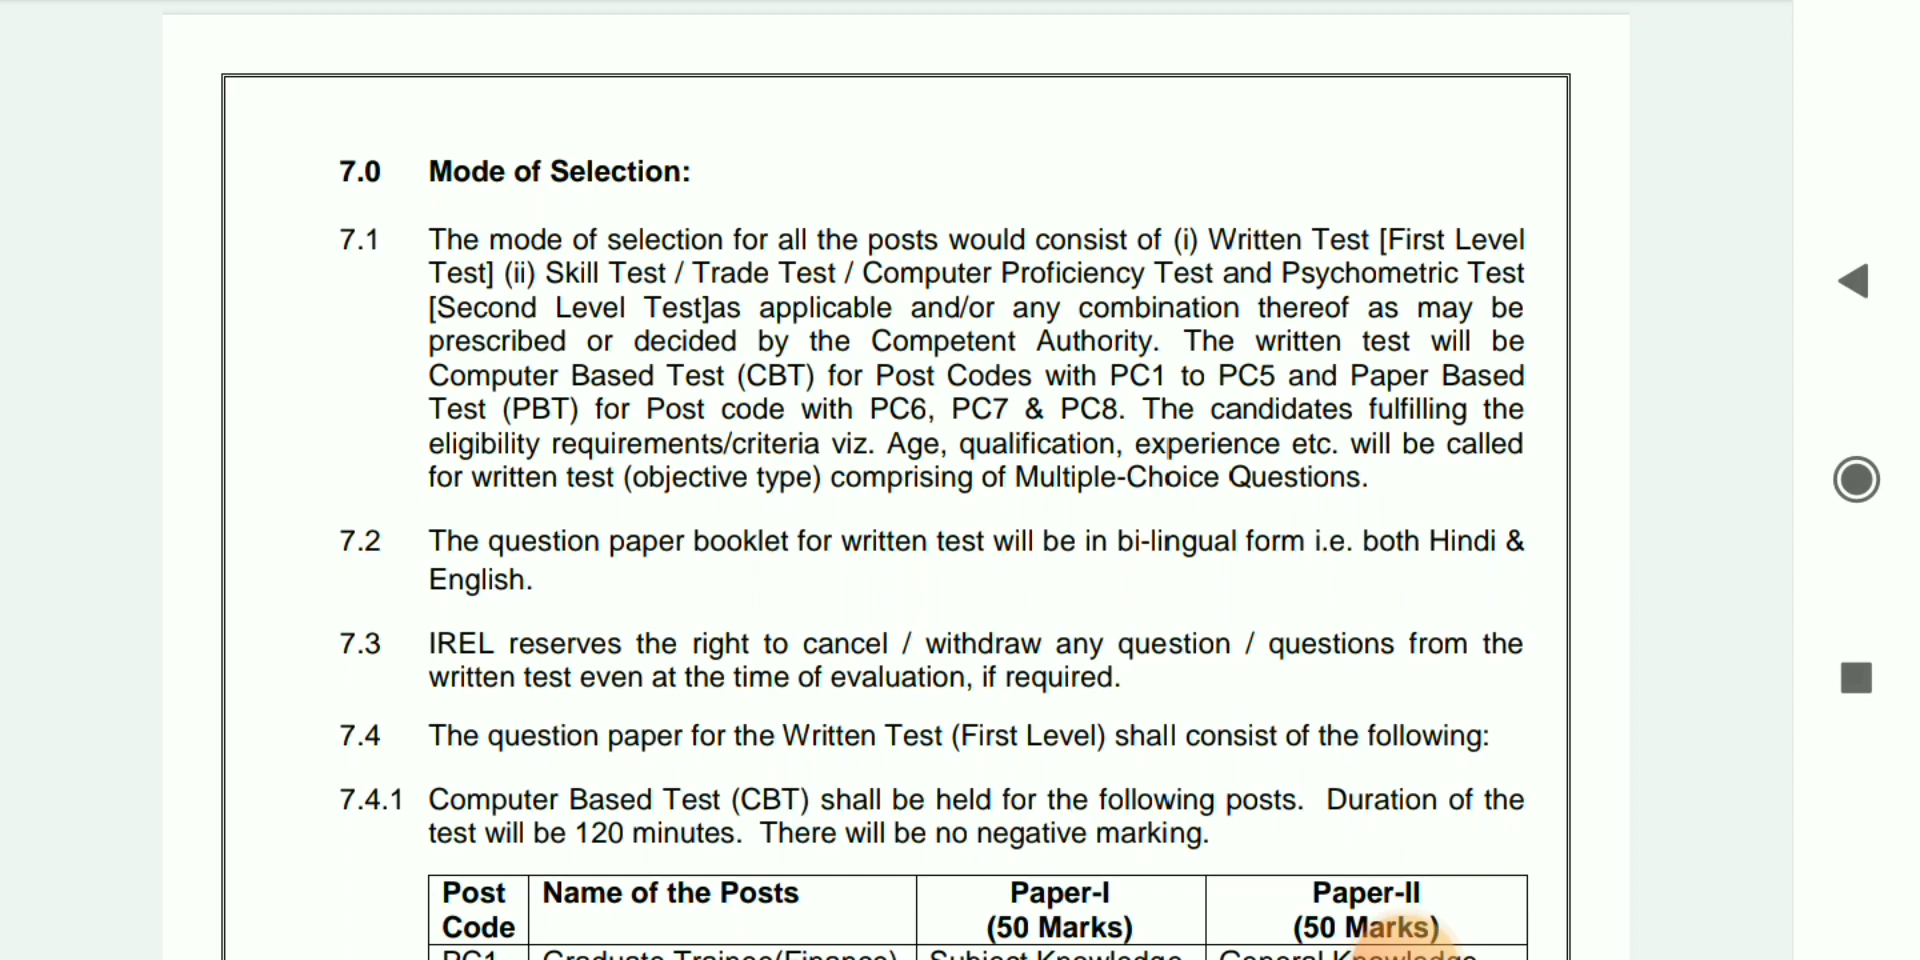 7.0 Mode of Selection:
7.1 The mode of selection for all the posts would consist of (i) Written Test [First Level
Test] (ii) Skill Test / Trade Test / Computer Proficiency Test and Psychometric Test
[Second Level Test]as applicable and/or any combination thereof as may be
prescribed or decided by the Competent Authority. The written test will be
Computer Based Test (CBT) for Post Codes with PC1 to PC5 and Paper Based
Test (PBT) for Post code with PC6, PC7 & PC8. The candidates fulfilling the
eligibility requirements/criteria viz. Age, qualification, experience etc. will be called
for written test (objective type) comprising of Multiple-Choice Questions.
7.2 The question paper booklet for written test will be in bi-lingual form i.e. both Hindi &
English.
7.3 IREL reserves the right to cancel / withdraw any question / questions from the
written test even at the time of evaluation, if required.
7.4 The question paper for the Written Test (First Level) shall consist of the following:
7.4.1 Computer Based Test (CBT) shall be held for the following posts. Duration of the
test will be 120 minutes. There will be no negative marking.
Post Name of the Posts Paper-I Paper-II
Code (50 Marks) (50 Marks)
PC1 Graduate Trainee(Finance) Subject Knowledge General Knowledge